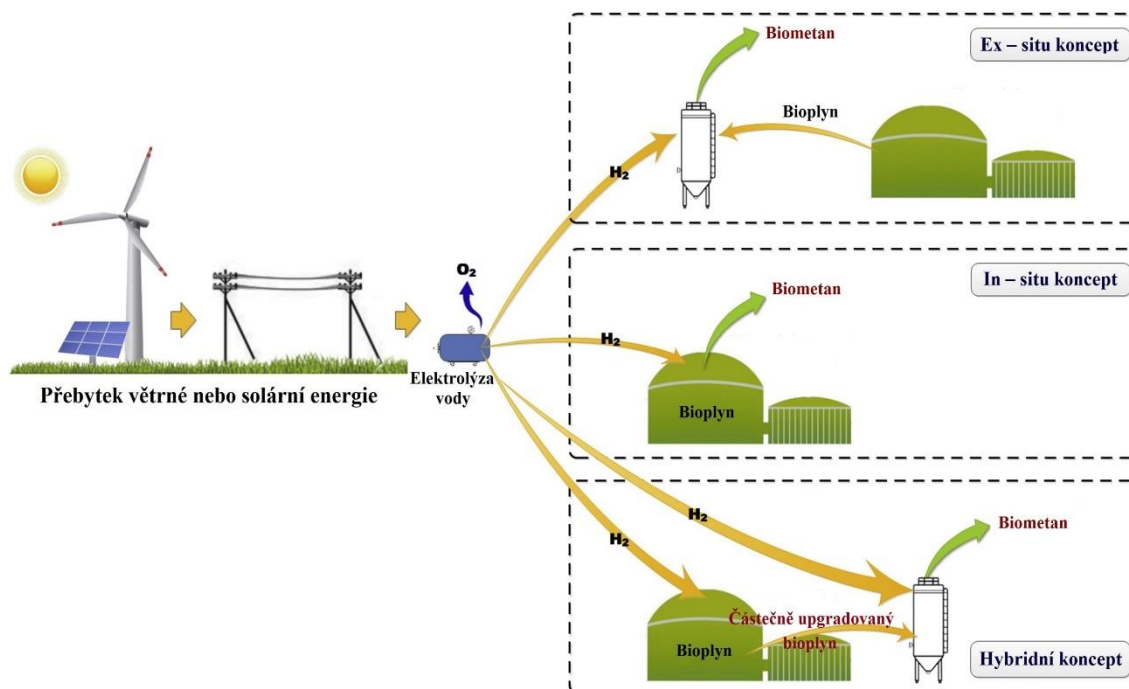 Biometan
Ex – situ koncept
Bioplyn
H₂
O₂
Přebytek větrné nebo solární energie
Elektrolýza
vody
In – situ koncept
Biometan
H₂
Bioplyn
H₂
H₂
Biometan
Částečně upgradovaný
bioplyn
Bioplyn
Hybridní koncept